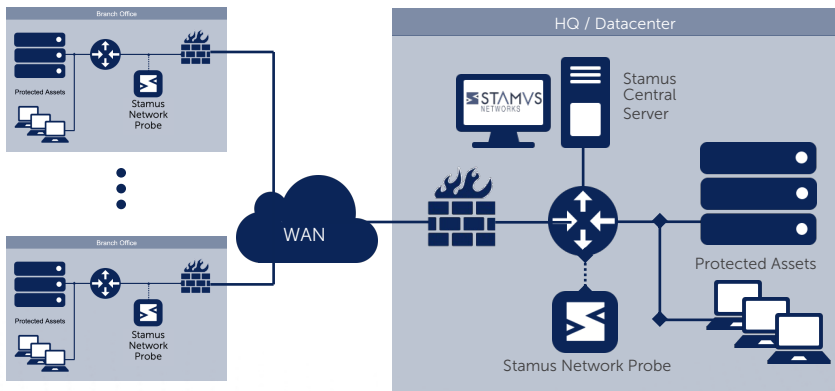 Branch Office
Protected Assets
Stamus
Network
Probe
Branch Office
Protected Assets
Stamus
Network
Probe
WAN
HQ / Datacenter
STAMVS
NETWORKS
Stamus
Central
Server
Protected Assets
Stamus Network Probe